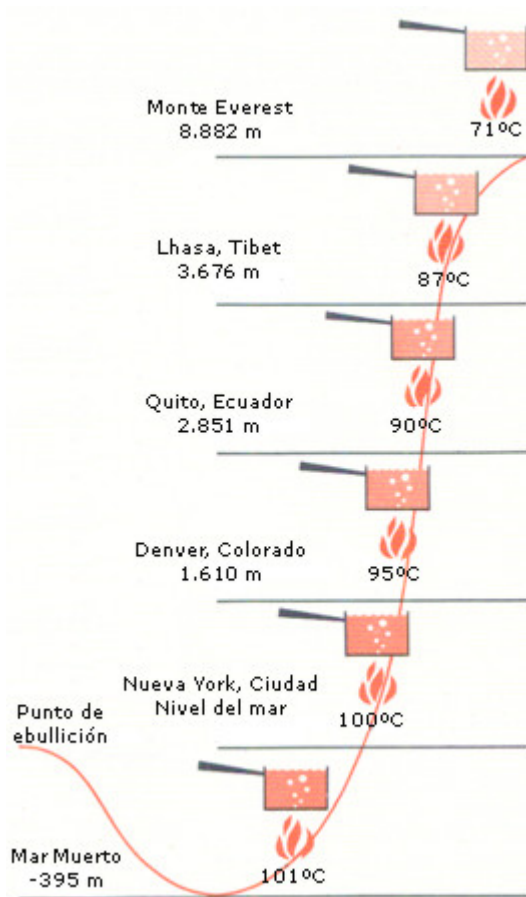 Monte Everest
8.882 m
71ºC
Lhasa, Tibet
3.676 m
87ºC
Quito, Ecuador
2.851 m
90ºC
Denver, Colorado
1.610 m
95ºC
Nueva York, Ciudad
Nivel del mar
100ºC
Punto de
ebullición
Mar Muerto
-395 m
101ºC